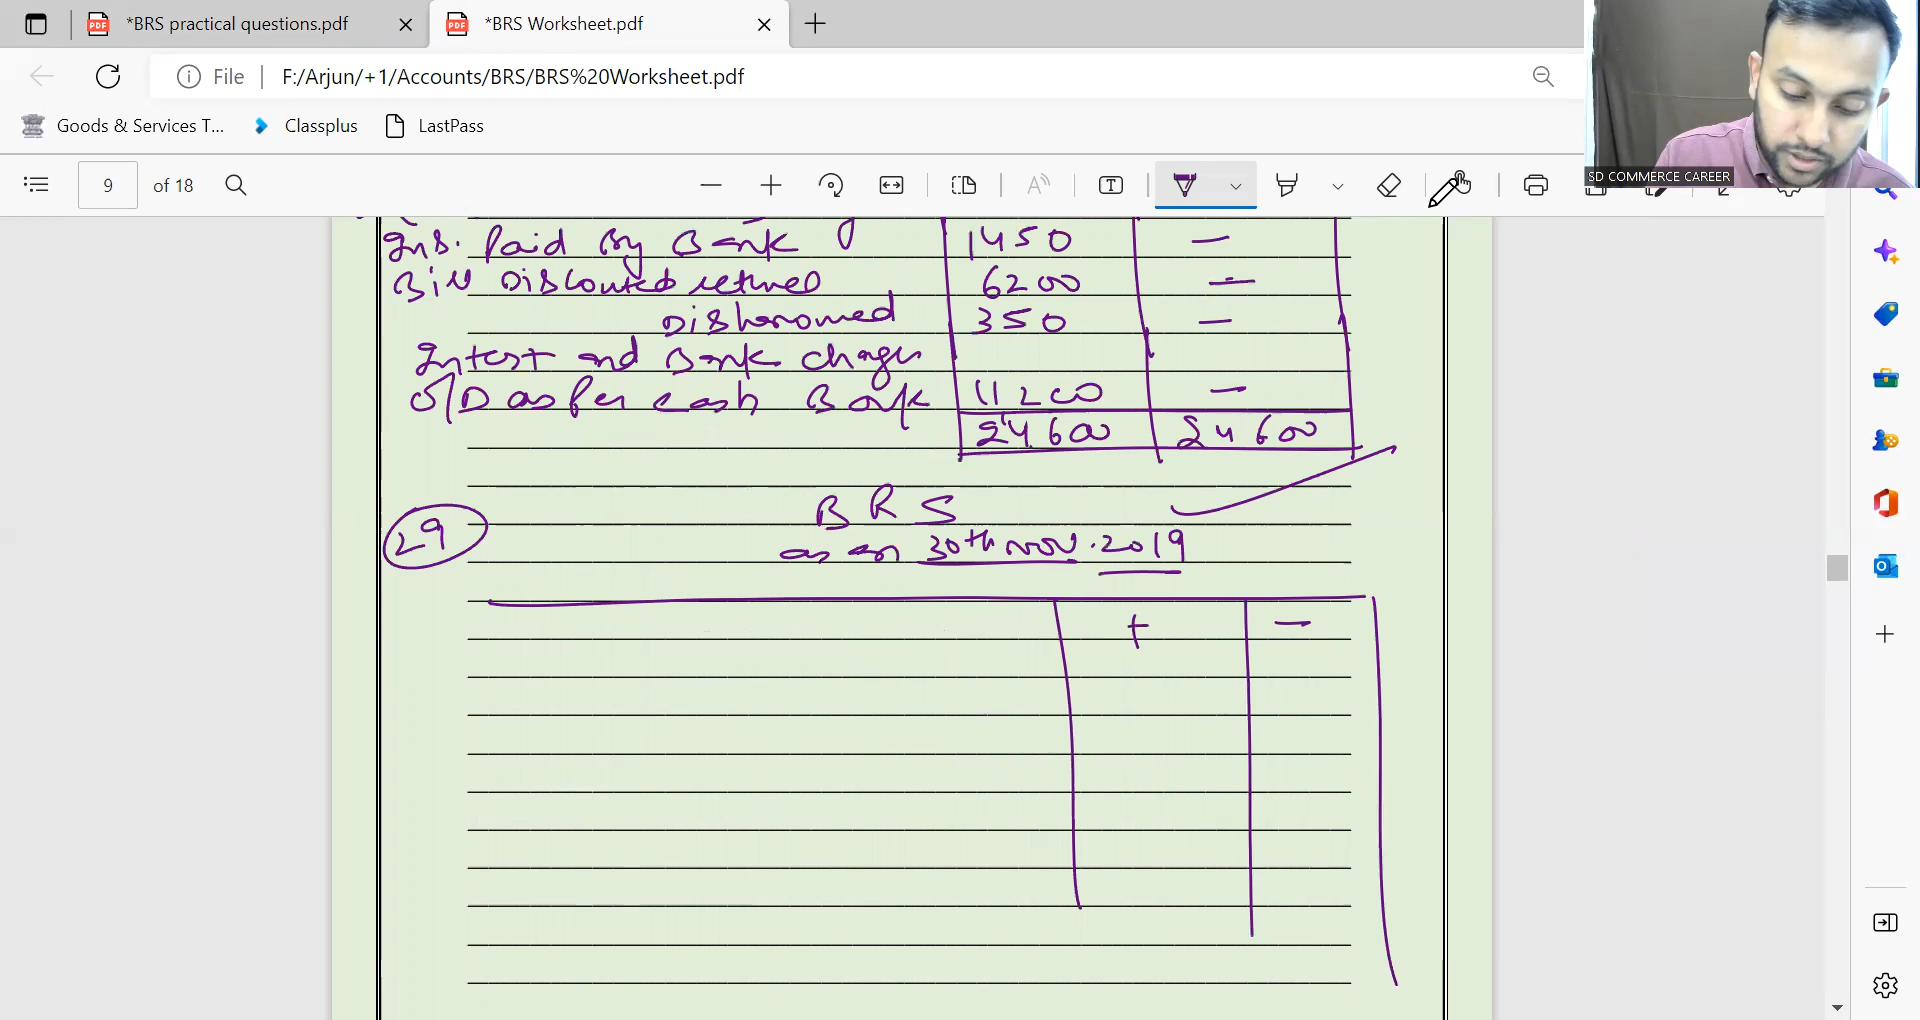 *BRS practical questions.pdf
*BRS Worksheet.pdf
File F:/Arjun/+1/Accounts/BRS/BRS%20Worksheet.pdf
Goods & Services T... Classplus LastPass
9 of 18
SD COMMERCE CAREER
Ins. Paid By Bank 1450 —
Bill Discounted retired 6200 —
Dishonoured 350 —
Interest and Bank charges
O/D as per cash Book 11200 —
24600 24600
29 BRS
as on 30th Nov. 2019
+ —